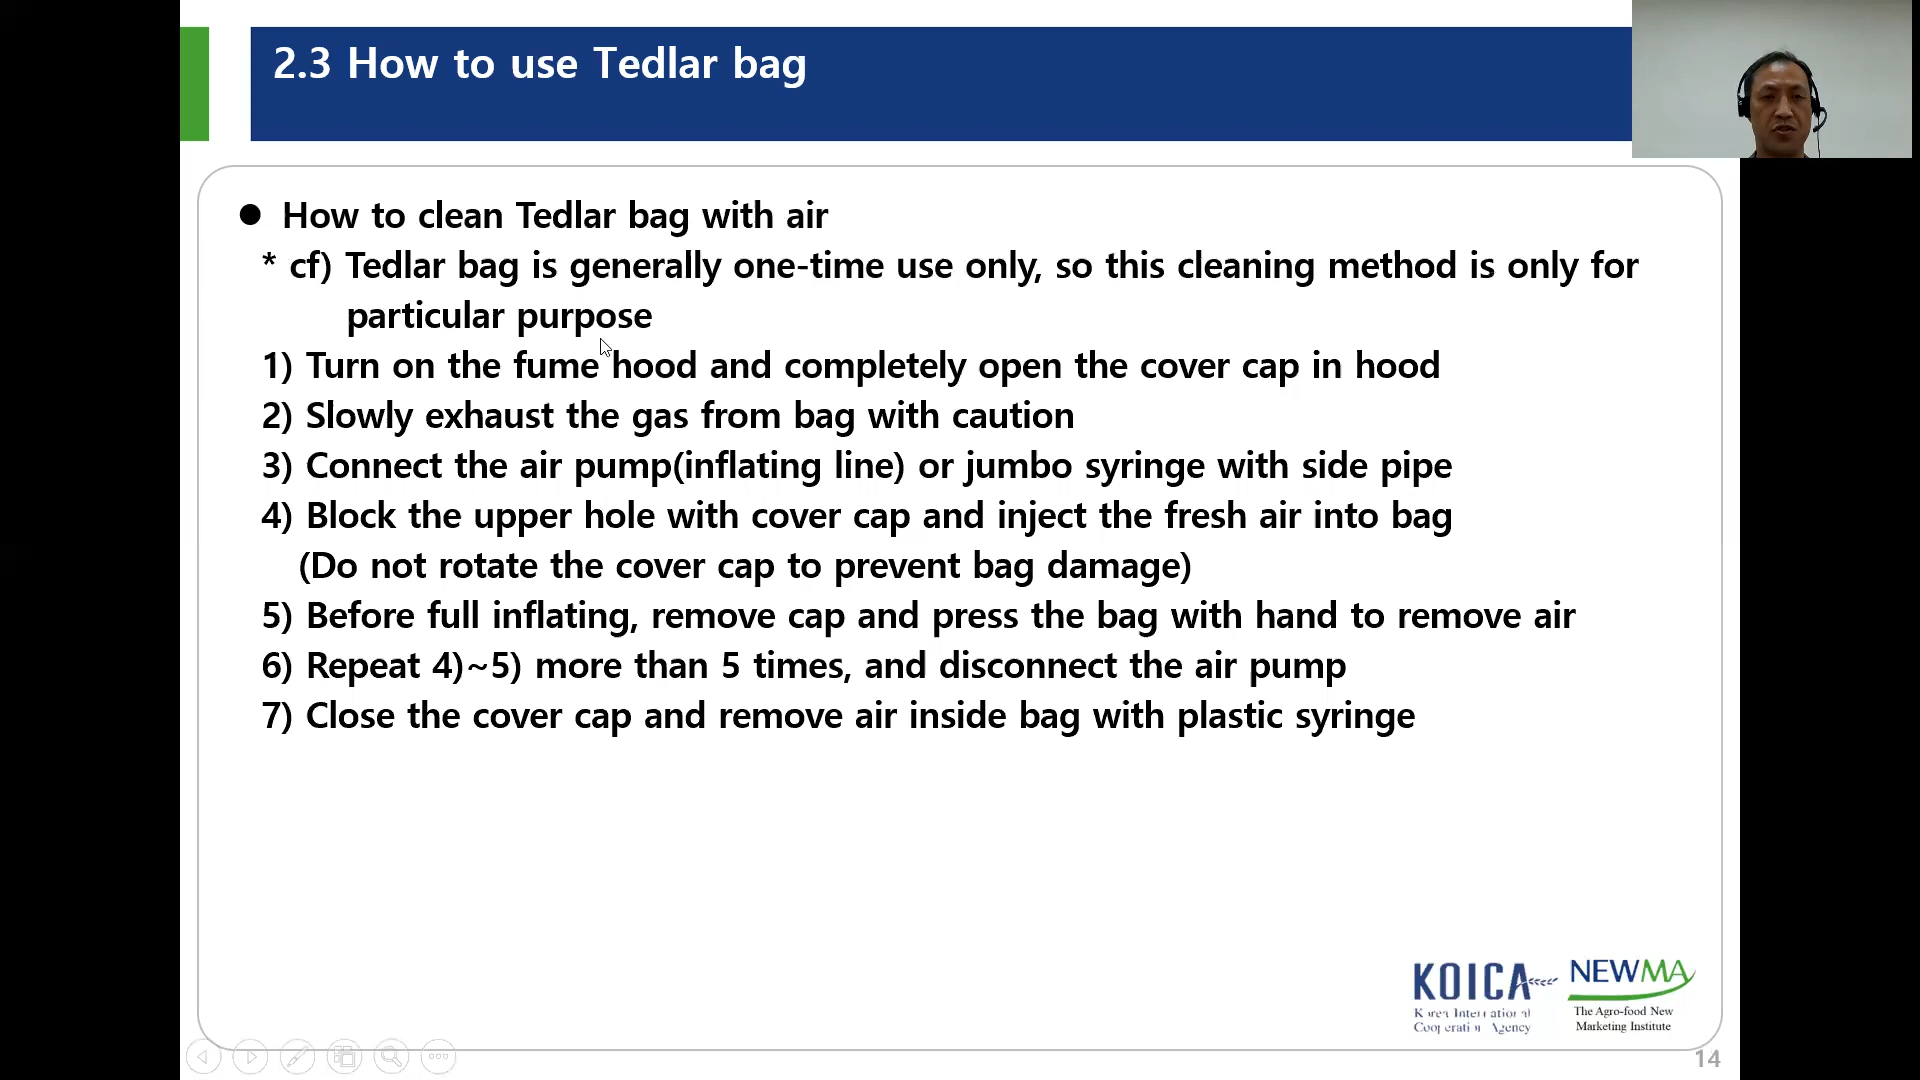 2.3 How to use Tedlar bag
● How to clean Tedlar bag with air
* cf) Tedlar bag is generally one-time use only, so this cleaning method is only for
particular purpose
1) Turn on the fume hood and completely open the cover cap in hood
2) Slowly exhaust the gas from bag with caution
3) Connect the air pump(inflating line) or jumbo syringe with side pipe
4) Block the upper hole with cover cap and inject the fresh air into bag
(Do not rotate the cover cap to prevent bag damage)
5) Before full inflating, remove cap and press the bag with hand to remove air
6) Repeat 4)~5) more than 5 times, and disconnect the air pump
7) Close the cover cap and remove air inside bag with plastic syringe
KOICA
Korea International
Cooperation Agency
NEWMA
The Agro-food New
Marketing Institute
14